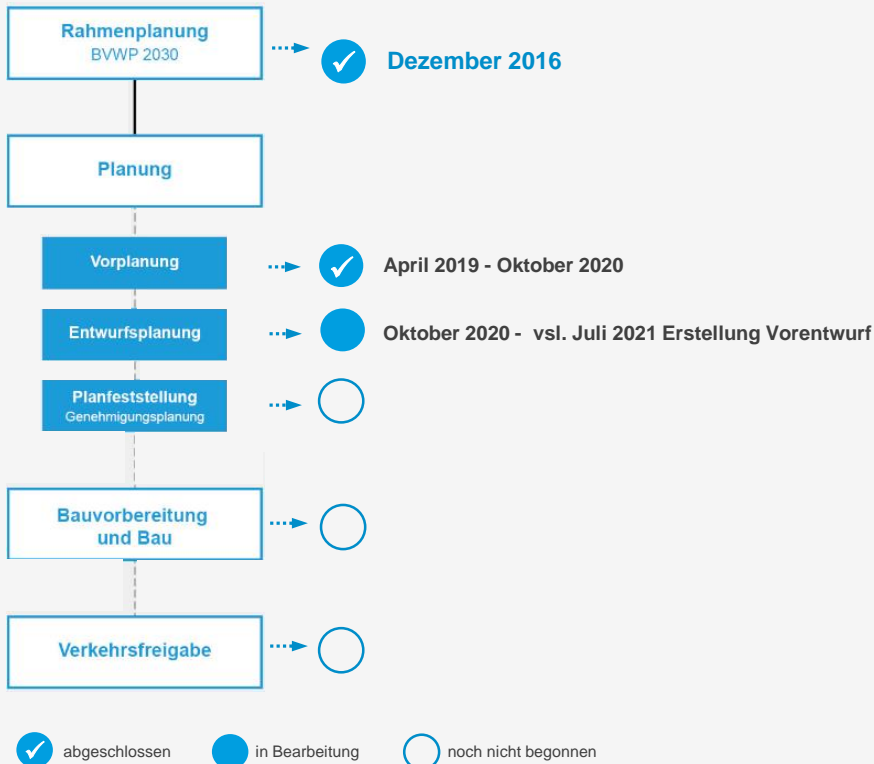 Rahmenplanung
BVWP 2030
Dezember 2016
Planung
Vorplanung
April 2019 - Oktober 2020
Entwurfsplanung
Oktober 2020 - vsl. Juli 2021 Erstellung Vorentwurf
Planfeststellung
Genehmigungsplanung
Bauvorbereitung
und Bau
Verkehrsfreigabe
abgeschlossen
in Bearbeitung
noch nicht begonnen